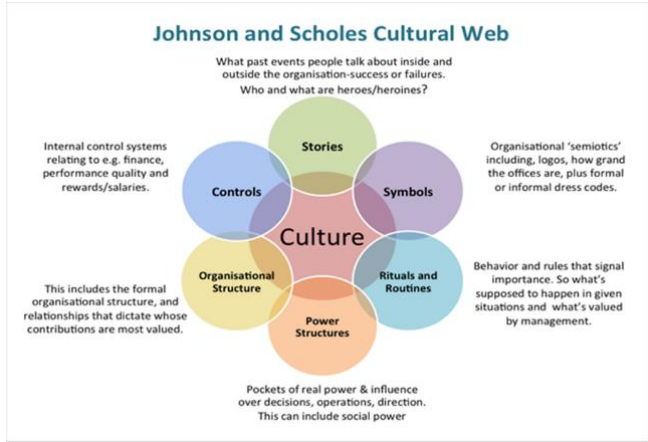 Johnson and Scholes Cultural Web
What past events people talk about inside and
outside the organisation-success or failures.
Who and what are heroes/heroines?
Stories
Internal control systems
relating to e.g. finance,
performance quality and
rewards/salaries.
Controls
Symbols
Organisational 'semiotics'
including, logos, how grand
the offices are, plus formal
or informal dress codes.
Culture
This includes the formal
organisational structure, and
relationships that dictate whose
contributions are most valued.
Organisational
Structure
Rituals and
Routines
Behavior and rules that signal
importance. So what's
supposed to happen in given
situations and what's valued
by management.
Power
Structures
Pockets of real power & influence
over decisions, operations, direction.
This can include social power